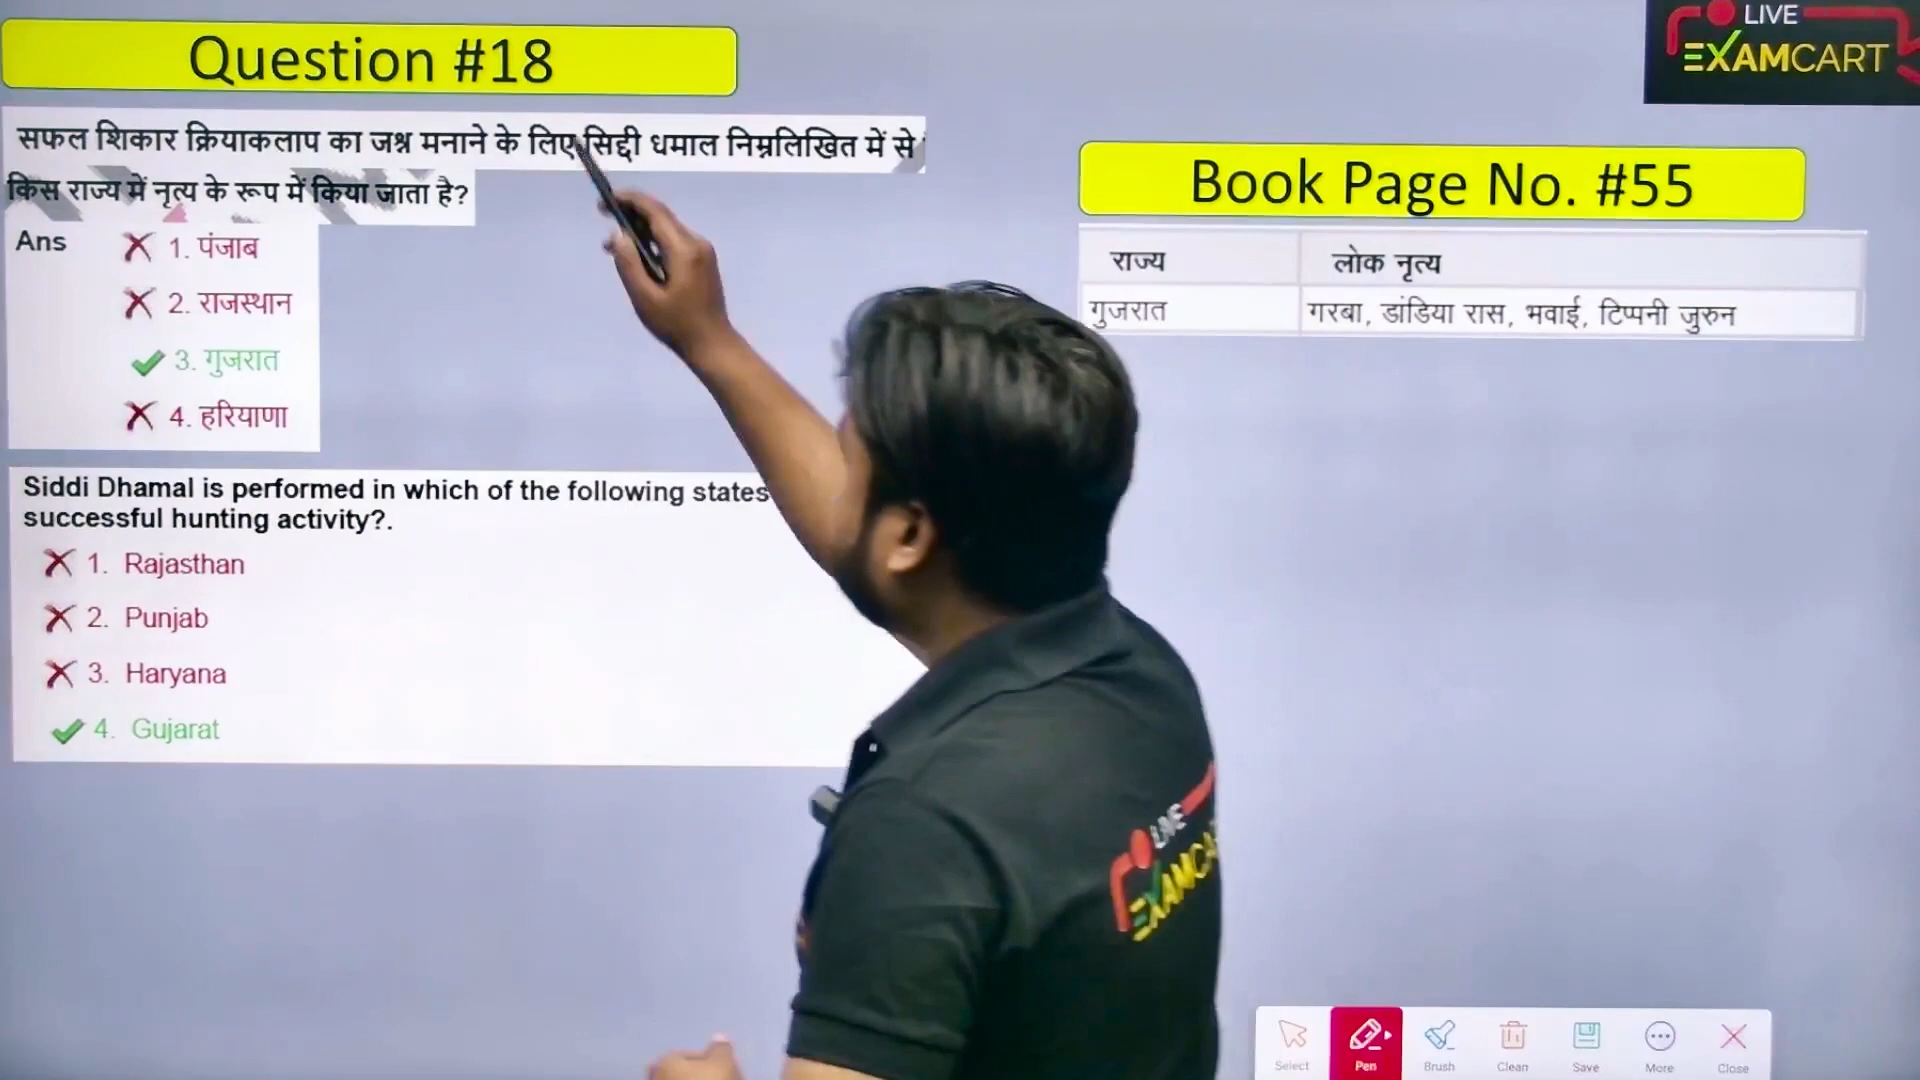 Question #18
सफल शिकार क्रियाकलाप का जश्न मनाने के लिए सिद्दी धमाल निम्नलिखित में से
किस राज्य में नृत्य के रूप में किया जाता है?
Ans
1. पंजाब
2. राजस्थान
3. गुजरात
4. हरियाणा
Siddi Dhamal is performed in which of the following states
successful hunting activity?.
1. Rajasthan
2. Punjab
3. Haryana
4. Gujarat
LIVE
EXAMCART
Book Page No. #55
राज्य लोक नृत्य
गुजरात गरबा, डांडिया रास, भवाई, टिप्पनी जुरुन
LIVE
Select Pen Brush Clean Save More Close